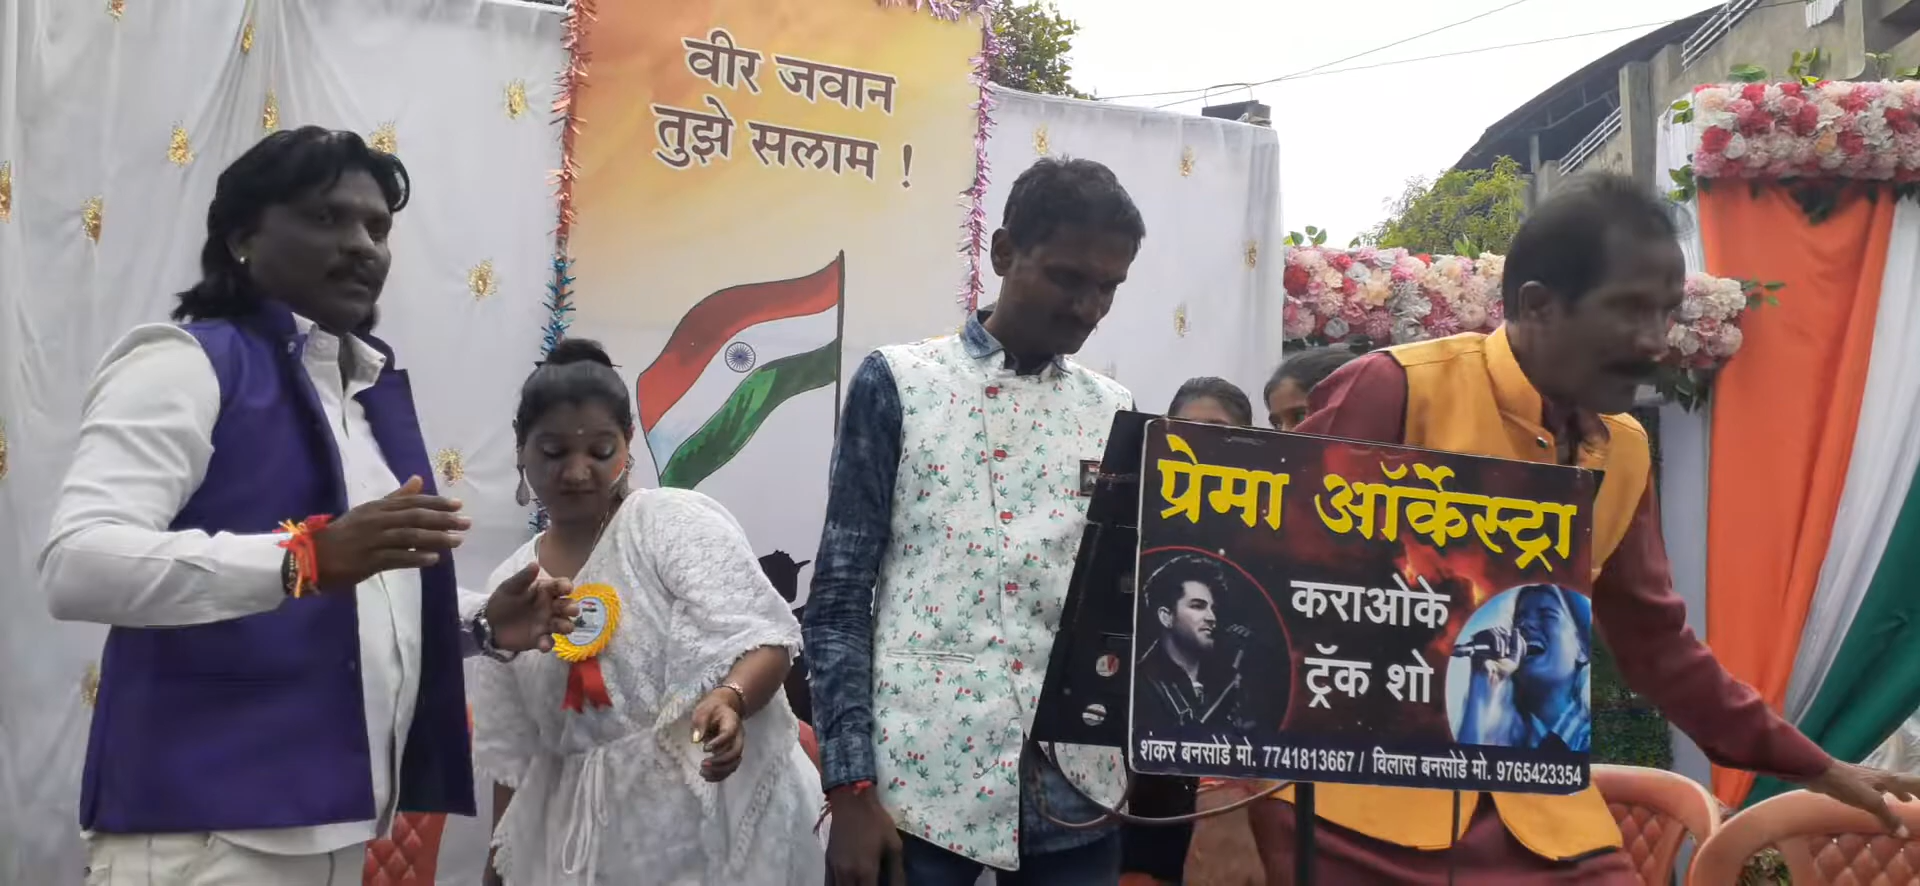 वीर जवान
तुझे सलाम !
प्रेमा ऑर्केस्ट्रा
कराओके
ट्रॅक शो
शंकर बनसोडे मो. 7741813667 / विलास बनसोडे मो. 9765423354